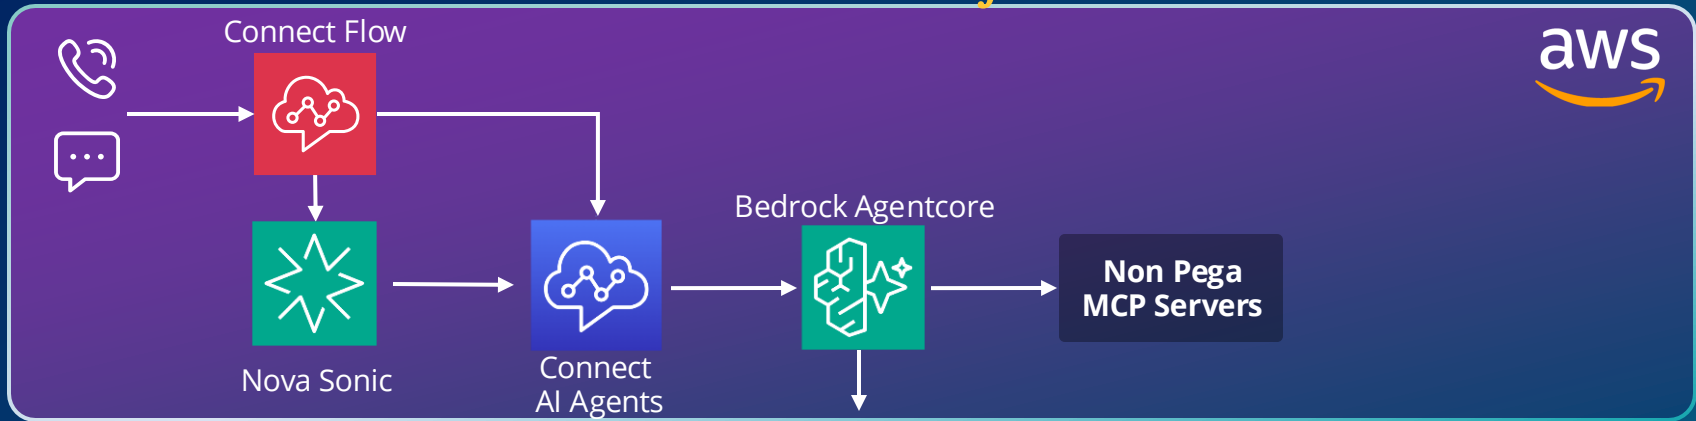 Connect Flow
aws
Bedrock Agentcore
Non Pega
MCP Servers
Nova Sonic
Connect
AI Agents